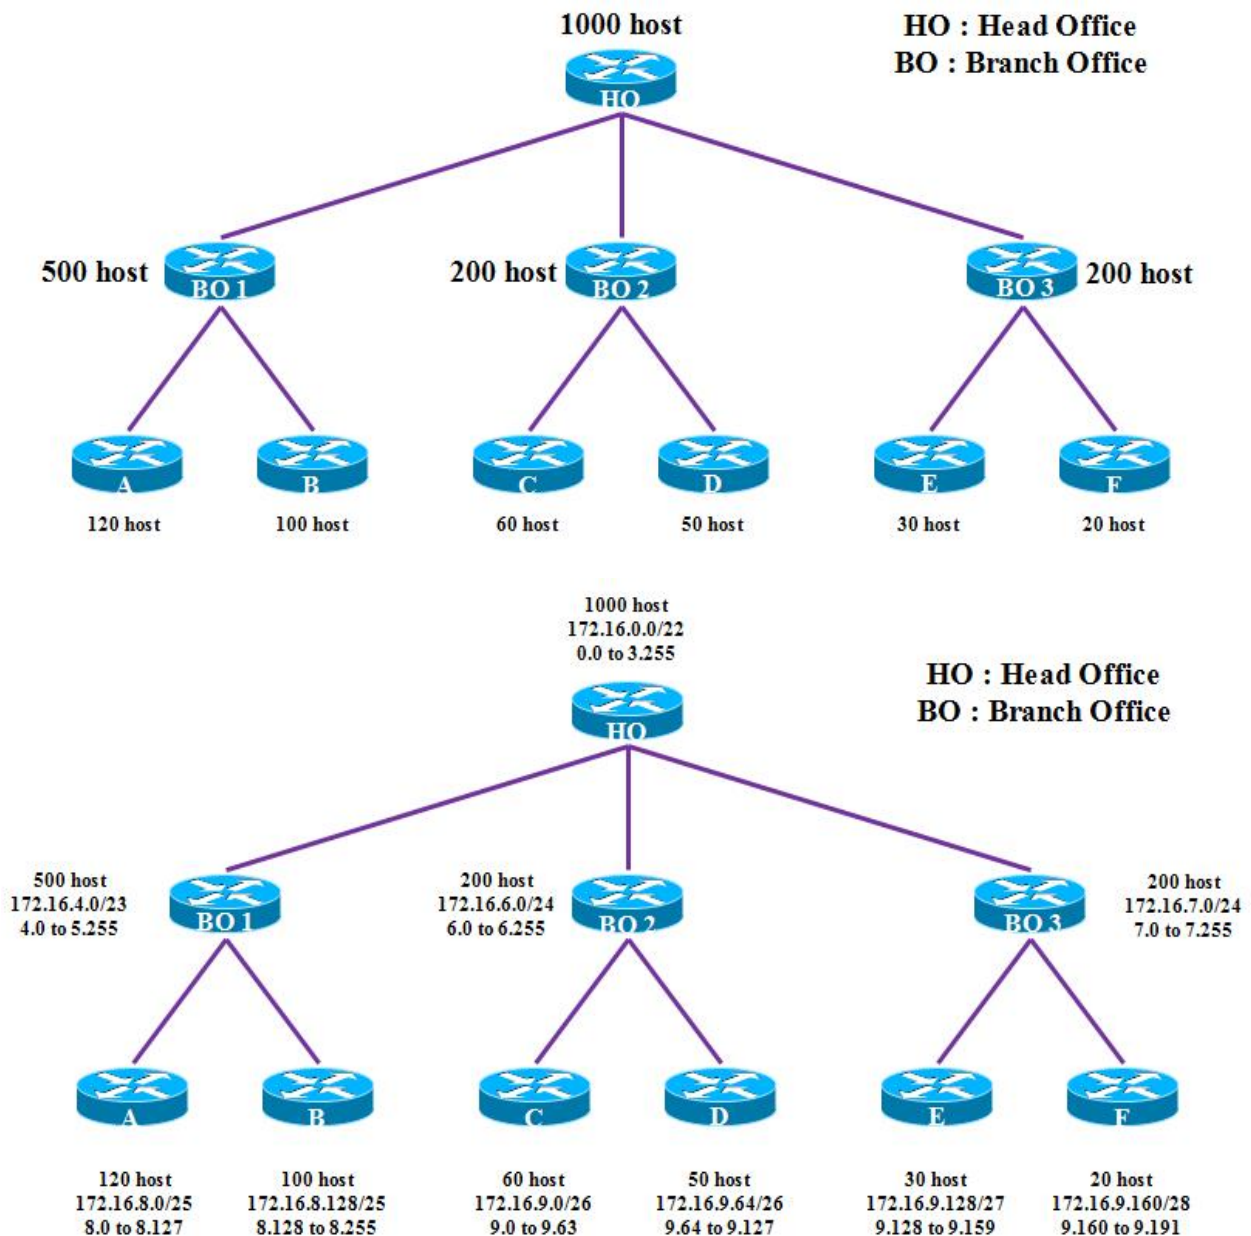 1000 host
HO : Head Office
BO : Branch Office
HO
500 host
BO 1
200 host
BO 2
BO 3
200 host
A
B
C
D
E
F
120 host
100 host
60 host
50 host
30 host
20 host
1000 host
172.16.0.0/22
0.0 to 3.255
HO : Head Office
BO : Branch Office
HO
500 host
172.16.4.0/23
4.0 to 5.255
BO 1
200 host
172.16.6.0/24
6.0 to 6.255
BO 2
BO 3
200 host
172.16.7.0/24
7.0 to 7.255
A
B
C
D
E
F
120 host
172.16.8.0/25
8.0 to 8.127
100 host
172.16.8.128/25
8.128 to 8.255
60 host
172.16.9.0/26
9.0 to 9.63
50 host
172.16.9.64/26
9.64 to 9.127
30 host
172.16.9.128/27
9.128 to 9.159
20 host
172.16.9.160/28
9.160 to 9.191